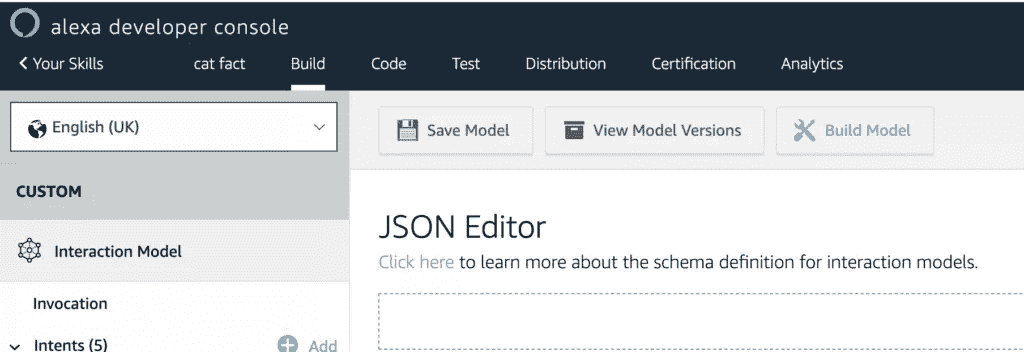 alexa developer console
Your Skills cat fact Build Code Test Distribution Certification Analytics
English (UK)
Save Model View Model Versions Build Model
CUSTOM
JSON Editor
Interaction Model
Click here to learn more about the schema definition for interaction models.
Invocation
Intents (5) Add